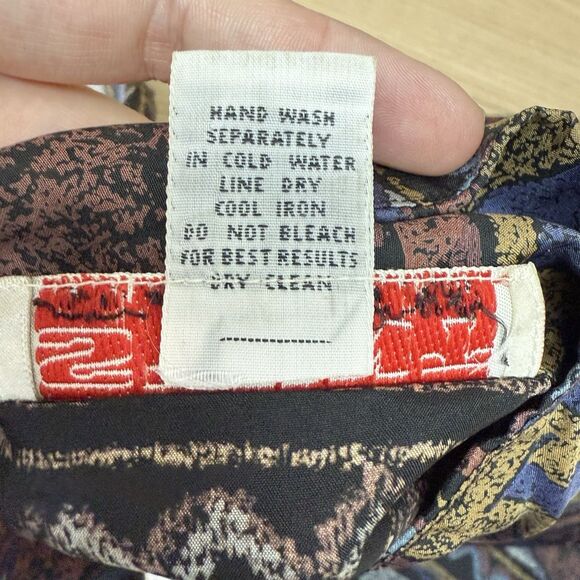 HAND WASH
SEPARATELY
IN COLD WATER
LINE DRY
COOL IRON
DO NOT BLEACH
FOR BEST RESULTS
DRY CLEAN